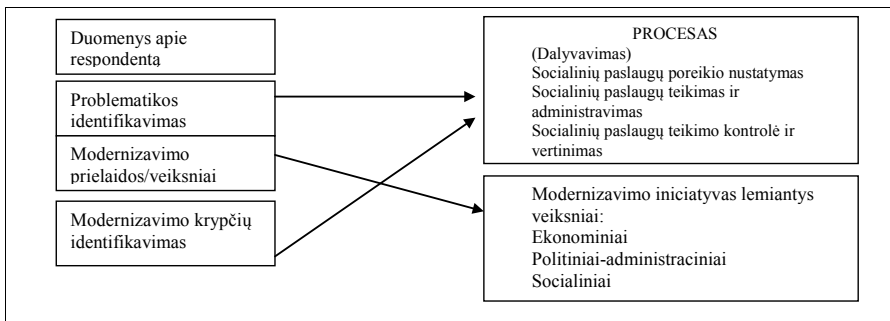 Duomenys apie
respondentą
Problematikos
identifikavimas
Modernizavimo
prielaidos/veiksniai
Modernizavimo krypčių
identifikavimas
PROCESAS
(Dalyvavimas)
Socialinių paslaugų poreikio nustatymas
Socialinių paslaugų teikimas ir
administravimas
Socialinių paslaugų teikimo kontrolė ir
vertinimas
Modernizavimo iniciatyvas lemiantys
veiksniai:
Ekonominiai
Politiniai-administraciniai
Socialiniai